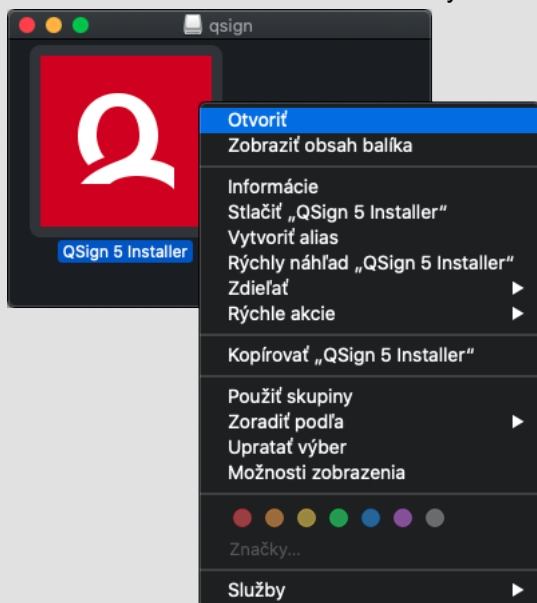 qsign
QSign 5 Installer
Otvoriť
Zobraziť obsah balíka
Informácie
Stlačiť „QSign 5 Installer“
Vytvoriť alias
Rýchly náhľad „QSign 5 Installer“
Zdieľať
Rýchle akcie
Kopírovať „QSign 5 Installer“
Použiť skupiny
Zoradiť podľa
Upratať výber
Možnosti zobrazenia
Značky...
Služby